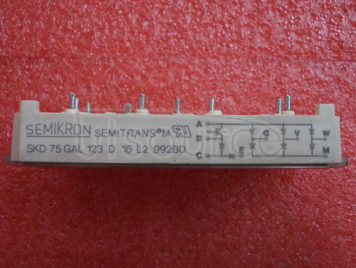 SEMIKRON SEMITRANS®M
SKD 75 GAL 123 D 16 L2 99280
A
B
C
F
E
G
V
W
M